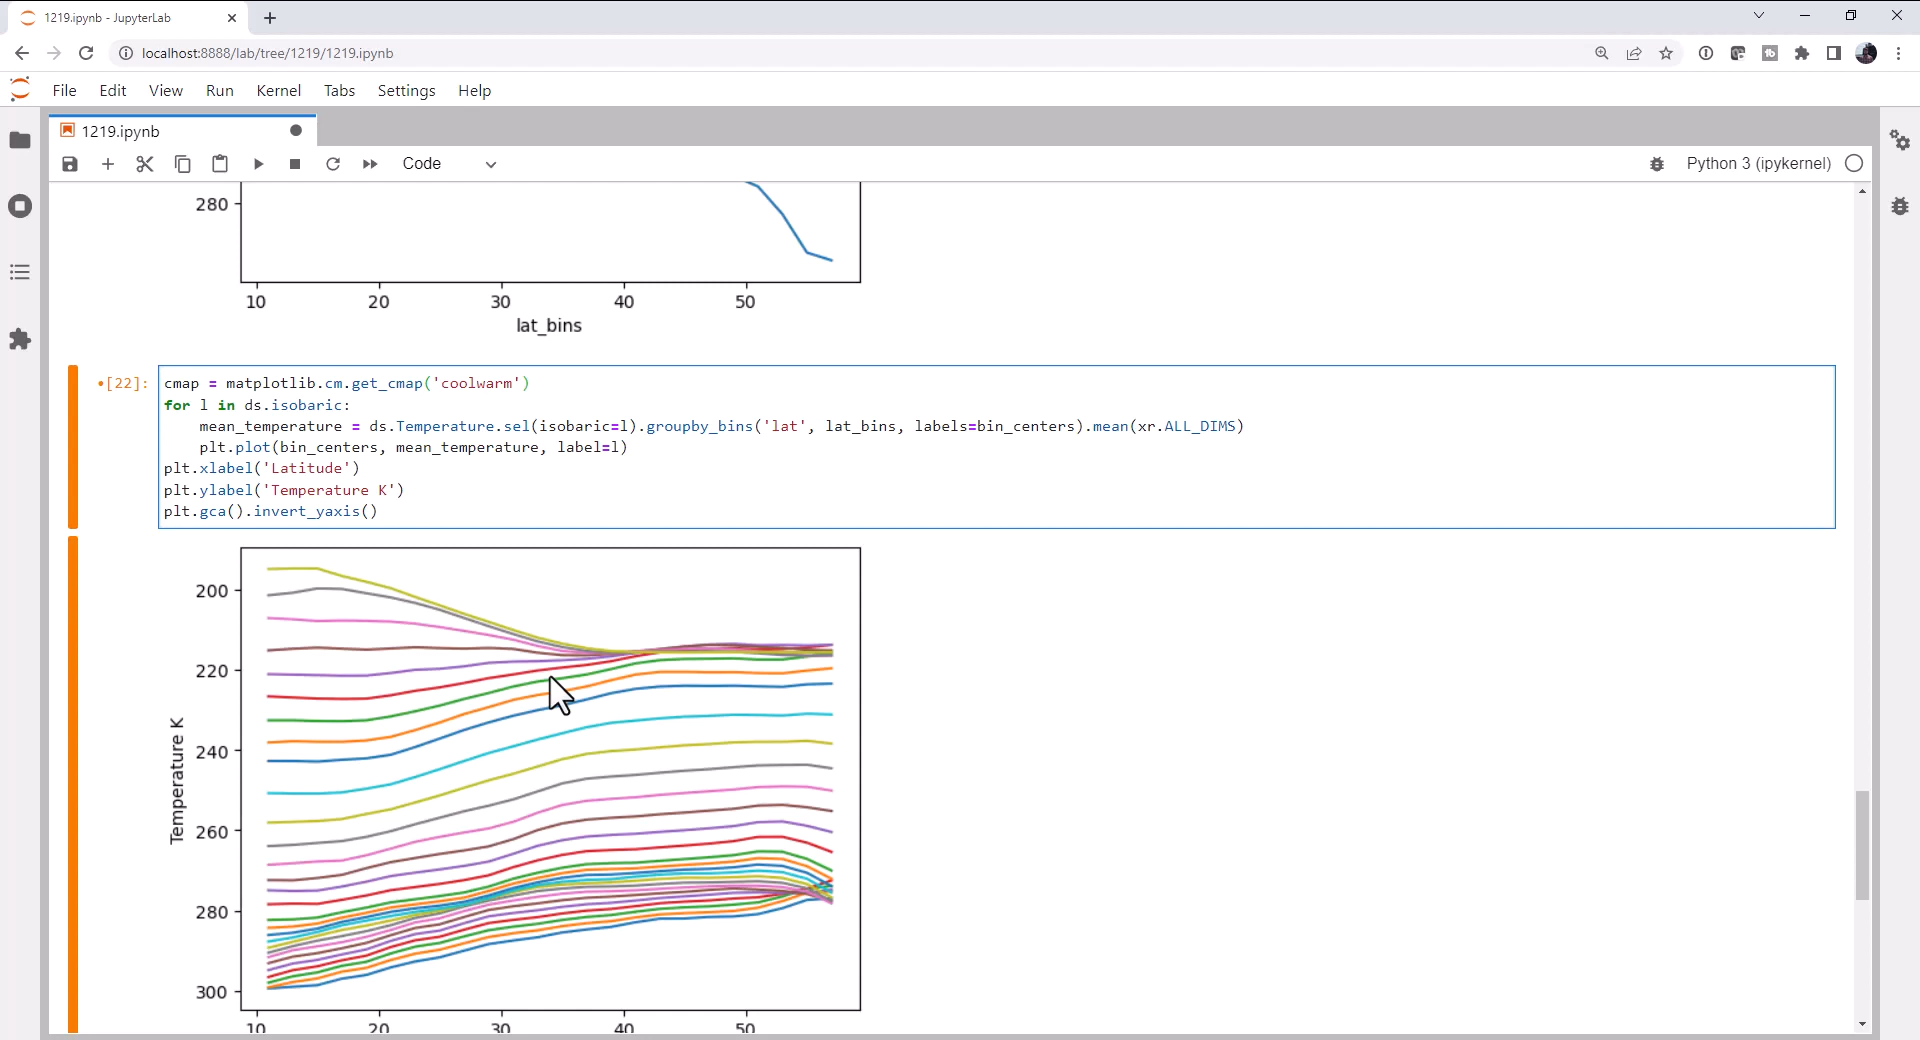 1219.ipynb - JupyterLab
localhost:8888/lab/tree/1219/1219.ipynb
File Edit View Run Kernel Tabs Settings Help
1219.ipynb
Code
Python 3 (ipykernel)
280
10 20 30 40 50
lat_bins
[22]:
cmap = matplotlib.cm.get_cmap('coolwarm')
for l in ds.isobaric:
    mean_temperature = ds.Temperature.sel(isobaric=l).groupby_bins('lat', lat_bins, labels=bin_centers).mean(xr.ALL_DIMS)
    plt.plot(bin_centers, mean_temperature, label=l)
plt.xlabel('Latitude')
plt.ylabel('Temperature K')
plt.gca().invert_yaxis()
200
220
240
260
280
300
Temperature K
10 20 30 40 50